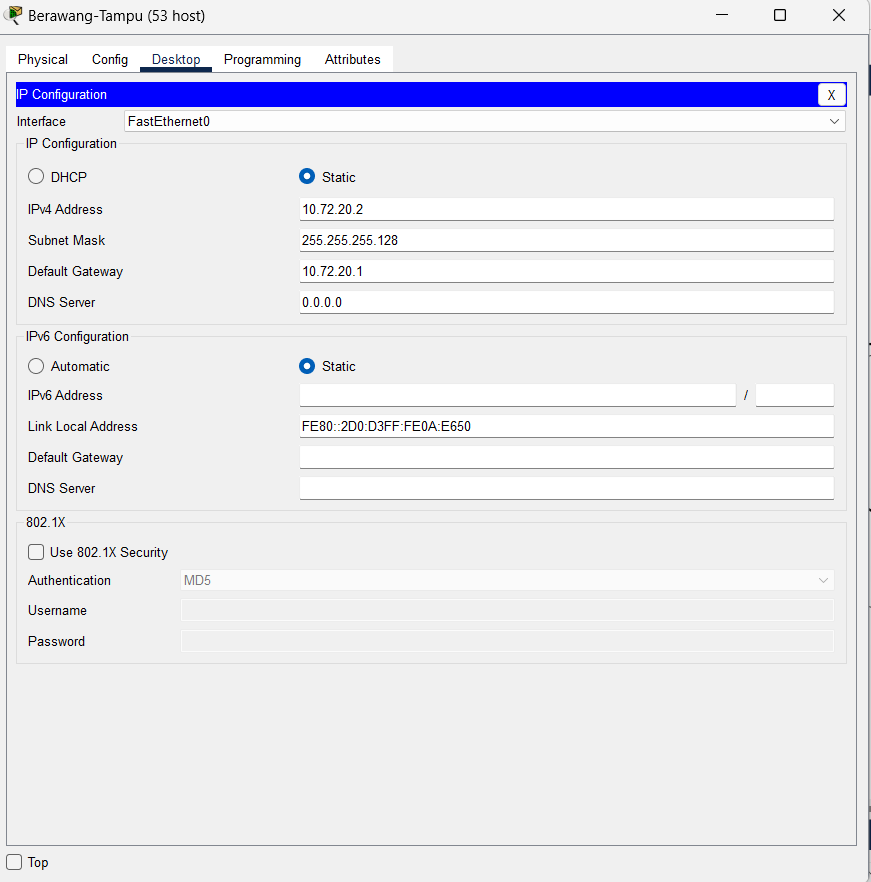 Berawang-Tampu (53 host)
Physical Config Desktop Programming Attributes
IP Configuration X
Interface FastEthernet0
IP Configuration
DHCP Static
IPv4 Address 10.72.20.2
Subnet Mask 255.255.255.128
Default Gateway 10.72.20.1
DNS Server 0.0.0.0
IPv6 Configuration
Automatic Static
IPv6 Address /
Link Local Address FE80::2D0:D3FF:FE0A:E650
Default Gateway
DNS Server
802.1X
Use 802.1X Security
Authentication MD5
Username
Password
Top